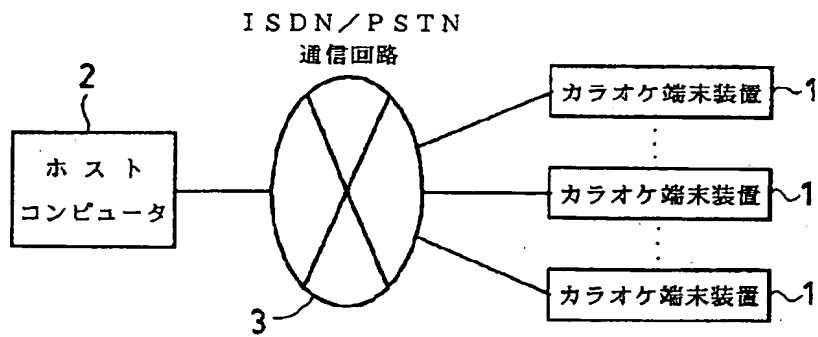 ISDN/PSTN
通信回路
2
ホスト
コンピュータ
3
カラオケ端末装置 1
カラオケ端末装置 1
カラオケ端末装置 1